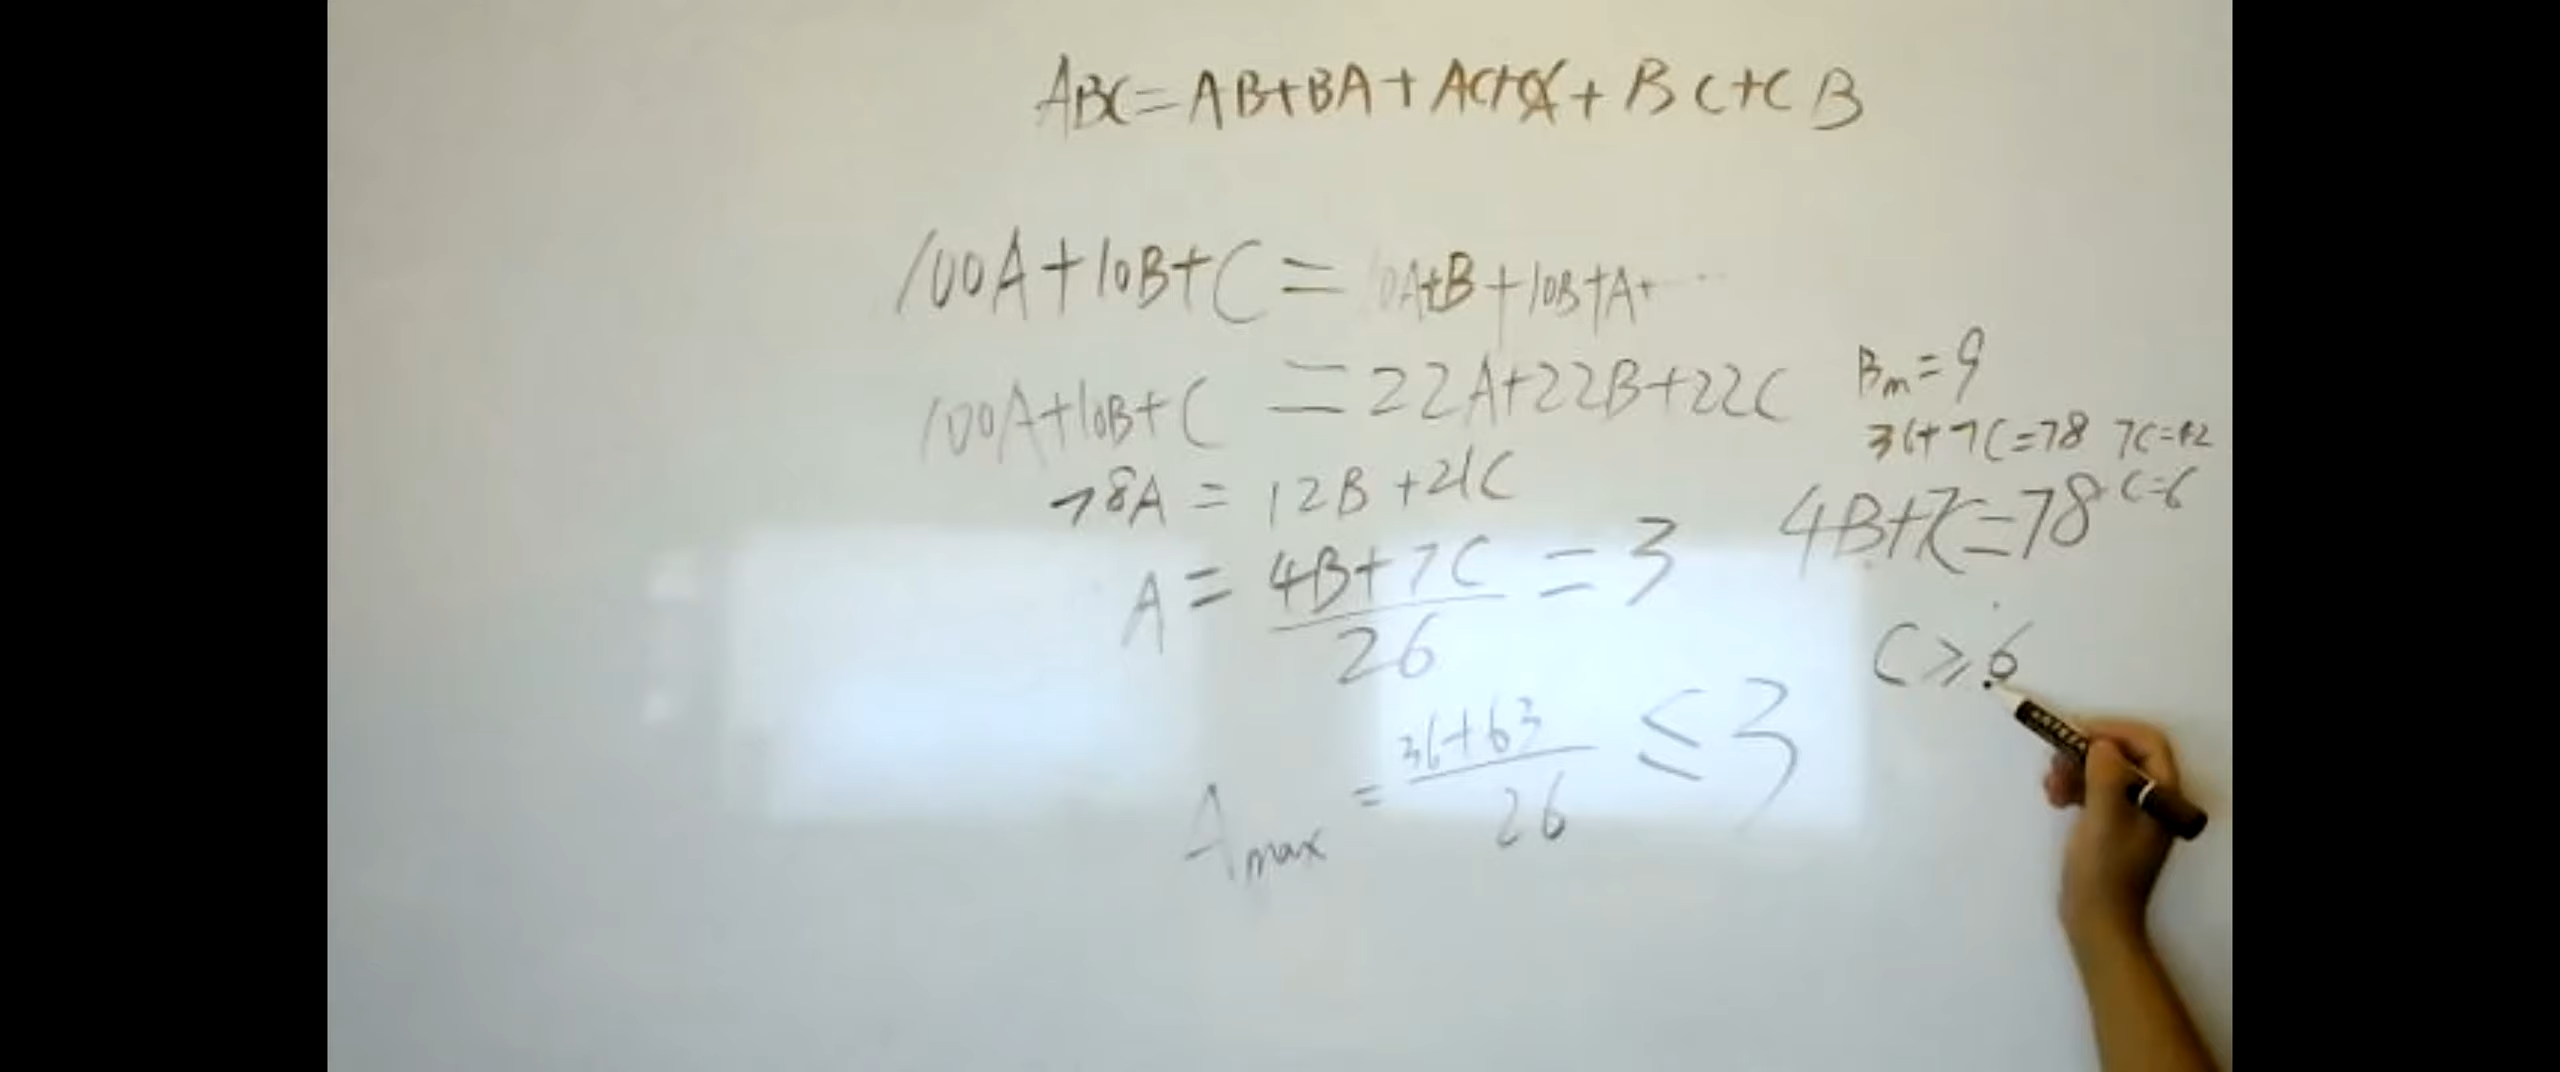 ABC=AB+BA+AC+CA+BC+CB
100A+10B+C=10A+B+10B+A+...
100A+10B+C=22A+22B+22C
Bm=9
36+7C=78 7C=42
78A=12B+21C
4B+7C=78 C=6
A=4B+7C/26=3
C≥6
Amax=36+63/26≤3